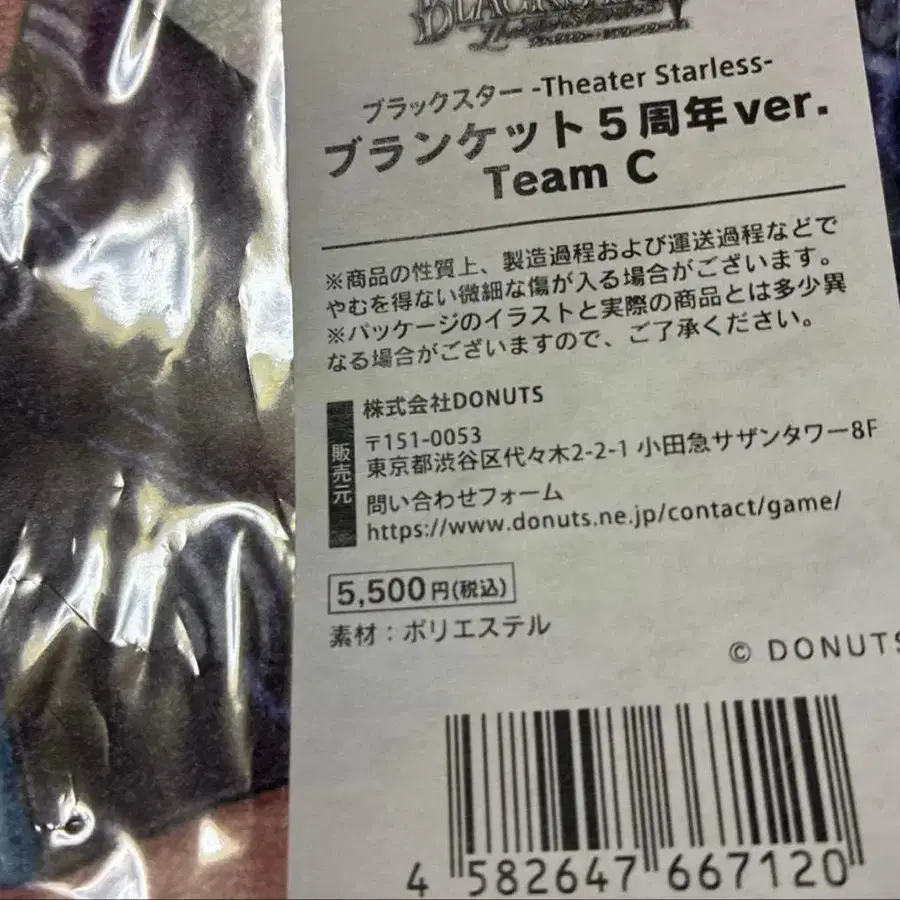 BLACKSTAR
Theater Starless
ブラックスター -Theater Starless-
ブランケット5周年ver.
Team C
※商品の性質上、製造過程および運送過程などで
やむを得ない微細な傷が入る場合がございます。
※パッケージのイラストと実際の商品とは多少異
なる場合がございますので、ご了承ください。
販売元
株式会社DONUTS
〒151-0053
東京都渋谷区代々木2-2-1 小田急サザンタワー8F
問い合わせフォーム
https://www.donuts.ne.jp/contact/game/
5,500円(税込)
素材：ポリエステル
© DONUTS
4 582647 667120